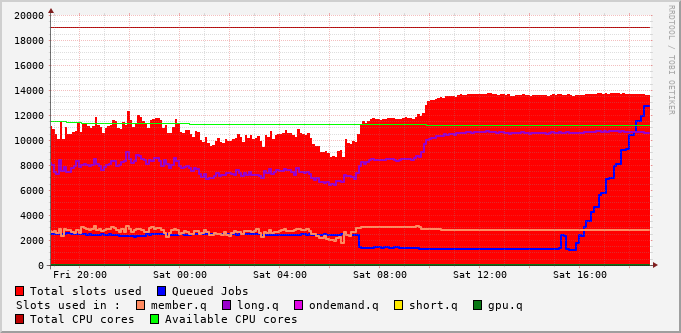 20000
18000
16000
14000
12000
10000
8000
6000
4000
2000
0
Fri 20:00 Sat 00:00 Sat 04:00 Sat 08:00 Sat 12:00 Sat 16:00
RRDTOOL / TOBI OETIKER
Total slots used Queued Jobs
Slots used in : member.q long.q ondemand.q short.q gpu.q
Total CPU cores Available CPU cores